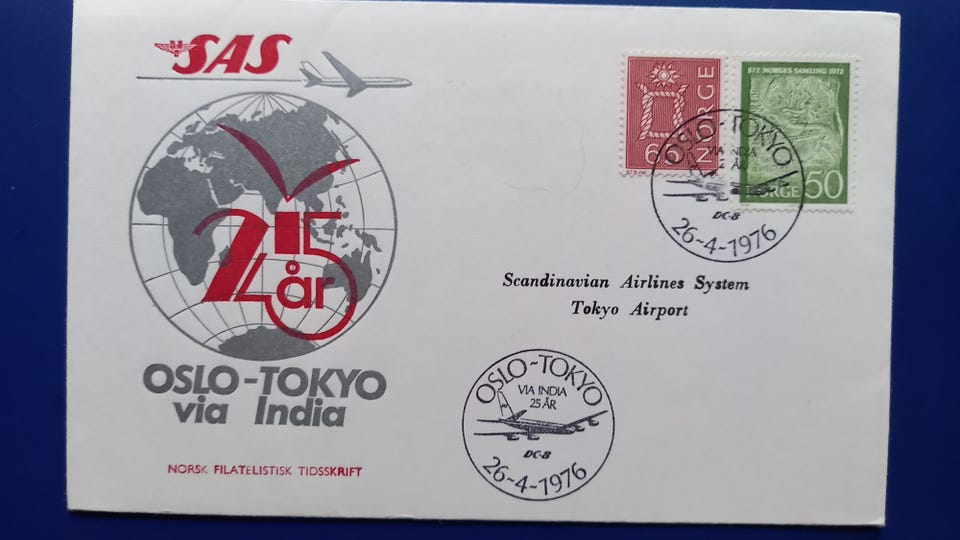 SAS
25
år
OSLO-TOKYO
via India
NORSK FILATELISTISK TIDSSKRIFT
65 NORGE
872 NORGES SAMLING 1972
NORGE 50
OSLO-TOKYO
VIA INDIA
25 ÅR
DC-8
26-4-1976
Scandinavian Airlines System
Tokyo Airport
OSLO-TOKYO
VIA INDIA
25 ÅR
DC-8
26-4-1976